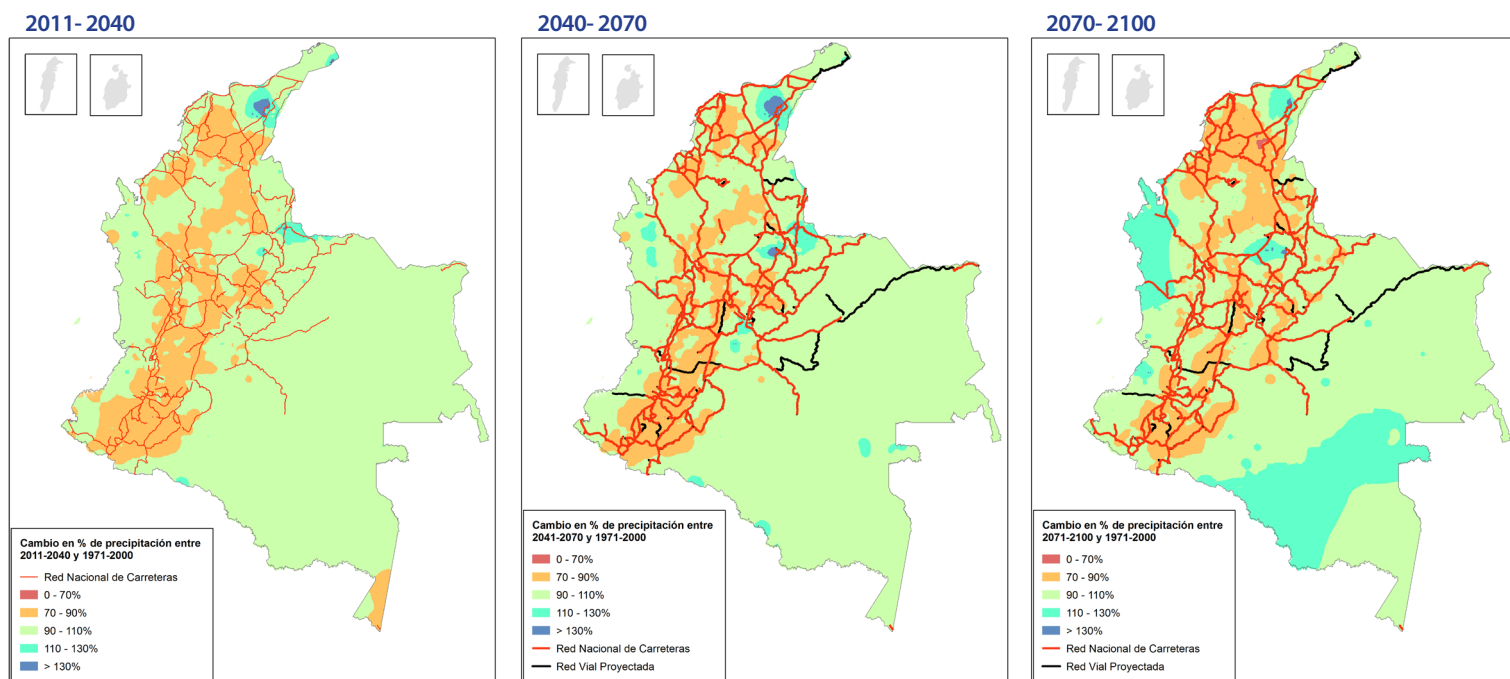 2011- 2040
Cambio en % de precipitación entre
2011-2040 y 1971-2000
Red Nacional de Carreteras
0 - 70%
70 - 90%
90 - 110%
110 - 130%
> 130%
2040- 2070
Cambio en % de precipitación entre
2041-2070 y 1971-2000
0 - 70%
70 - 90%
90 - 110%
110 - 130%
> 130%
Red Nacional de Carreteras
Red Vial Proyectada
2070- 2100
Cambio en % de precipitación entre
2071-2100 y 1971-2000
0 - 70%
70 - 90%
90 - 110%
110 - 130%
> 130%
Red Nacional de Carreteras
Red Vial Proyectada